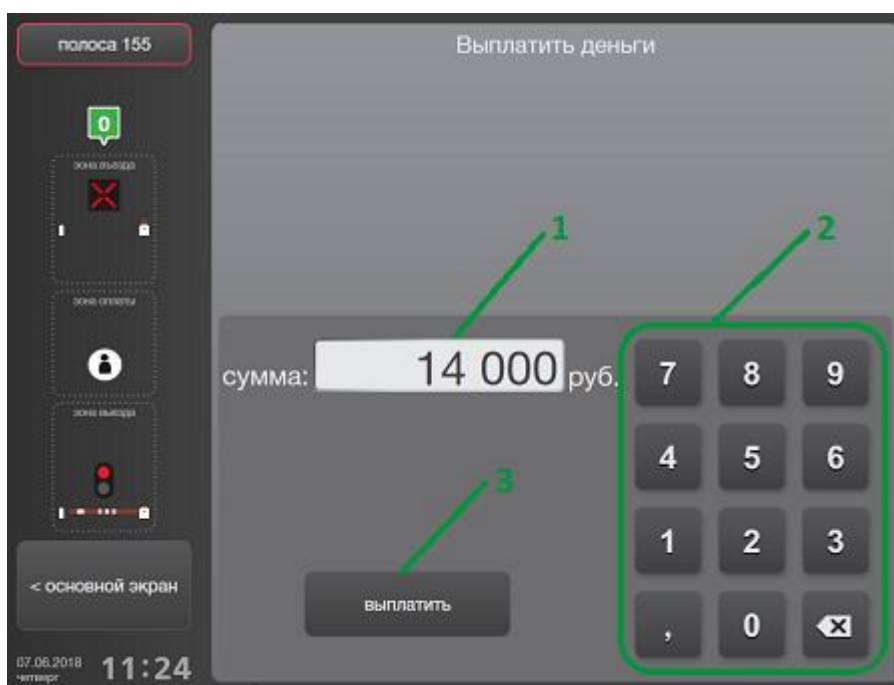 полоса 155
Выплатить деньги
0
зона въезда
1
2
зона оплаты
сумма: 14 000 руб.
7 8 9
зона выезда
4 5 6
3
1 2 3
< основной экран
выплатить
, 0
07.06.2018
четверг
11:24